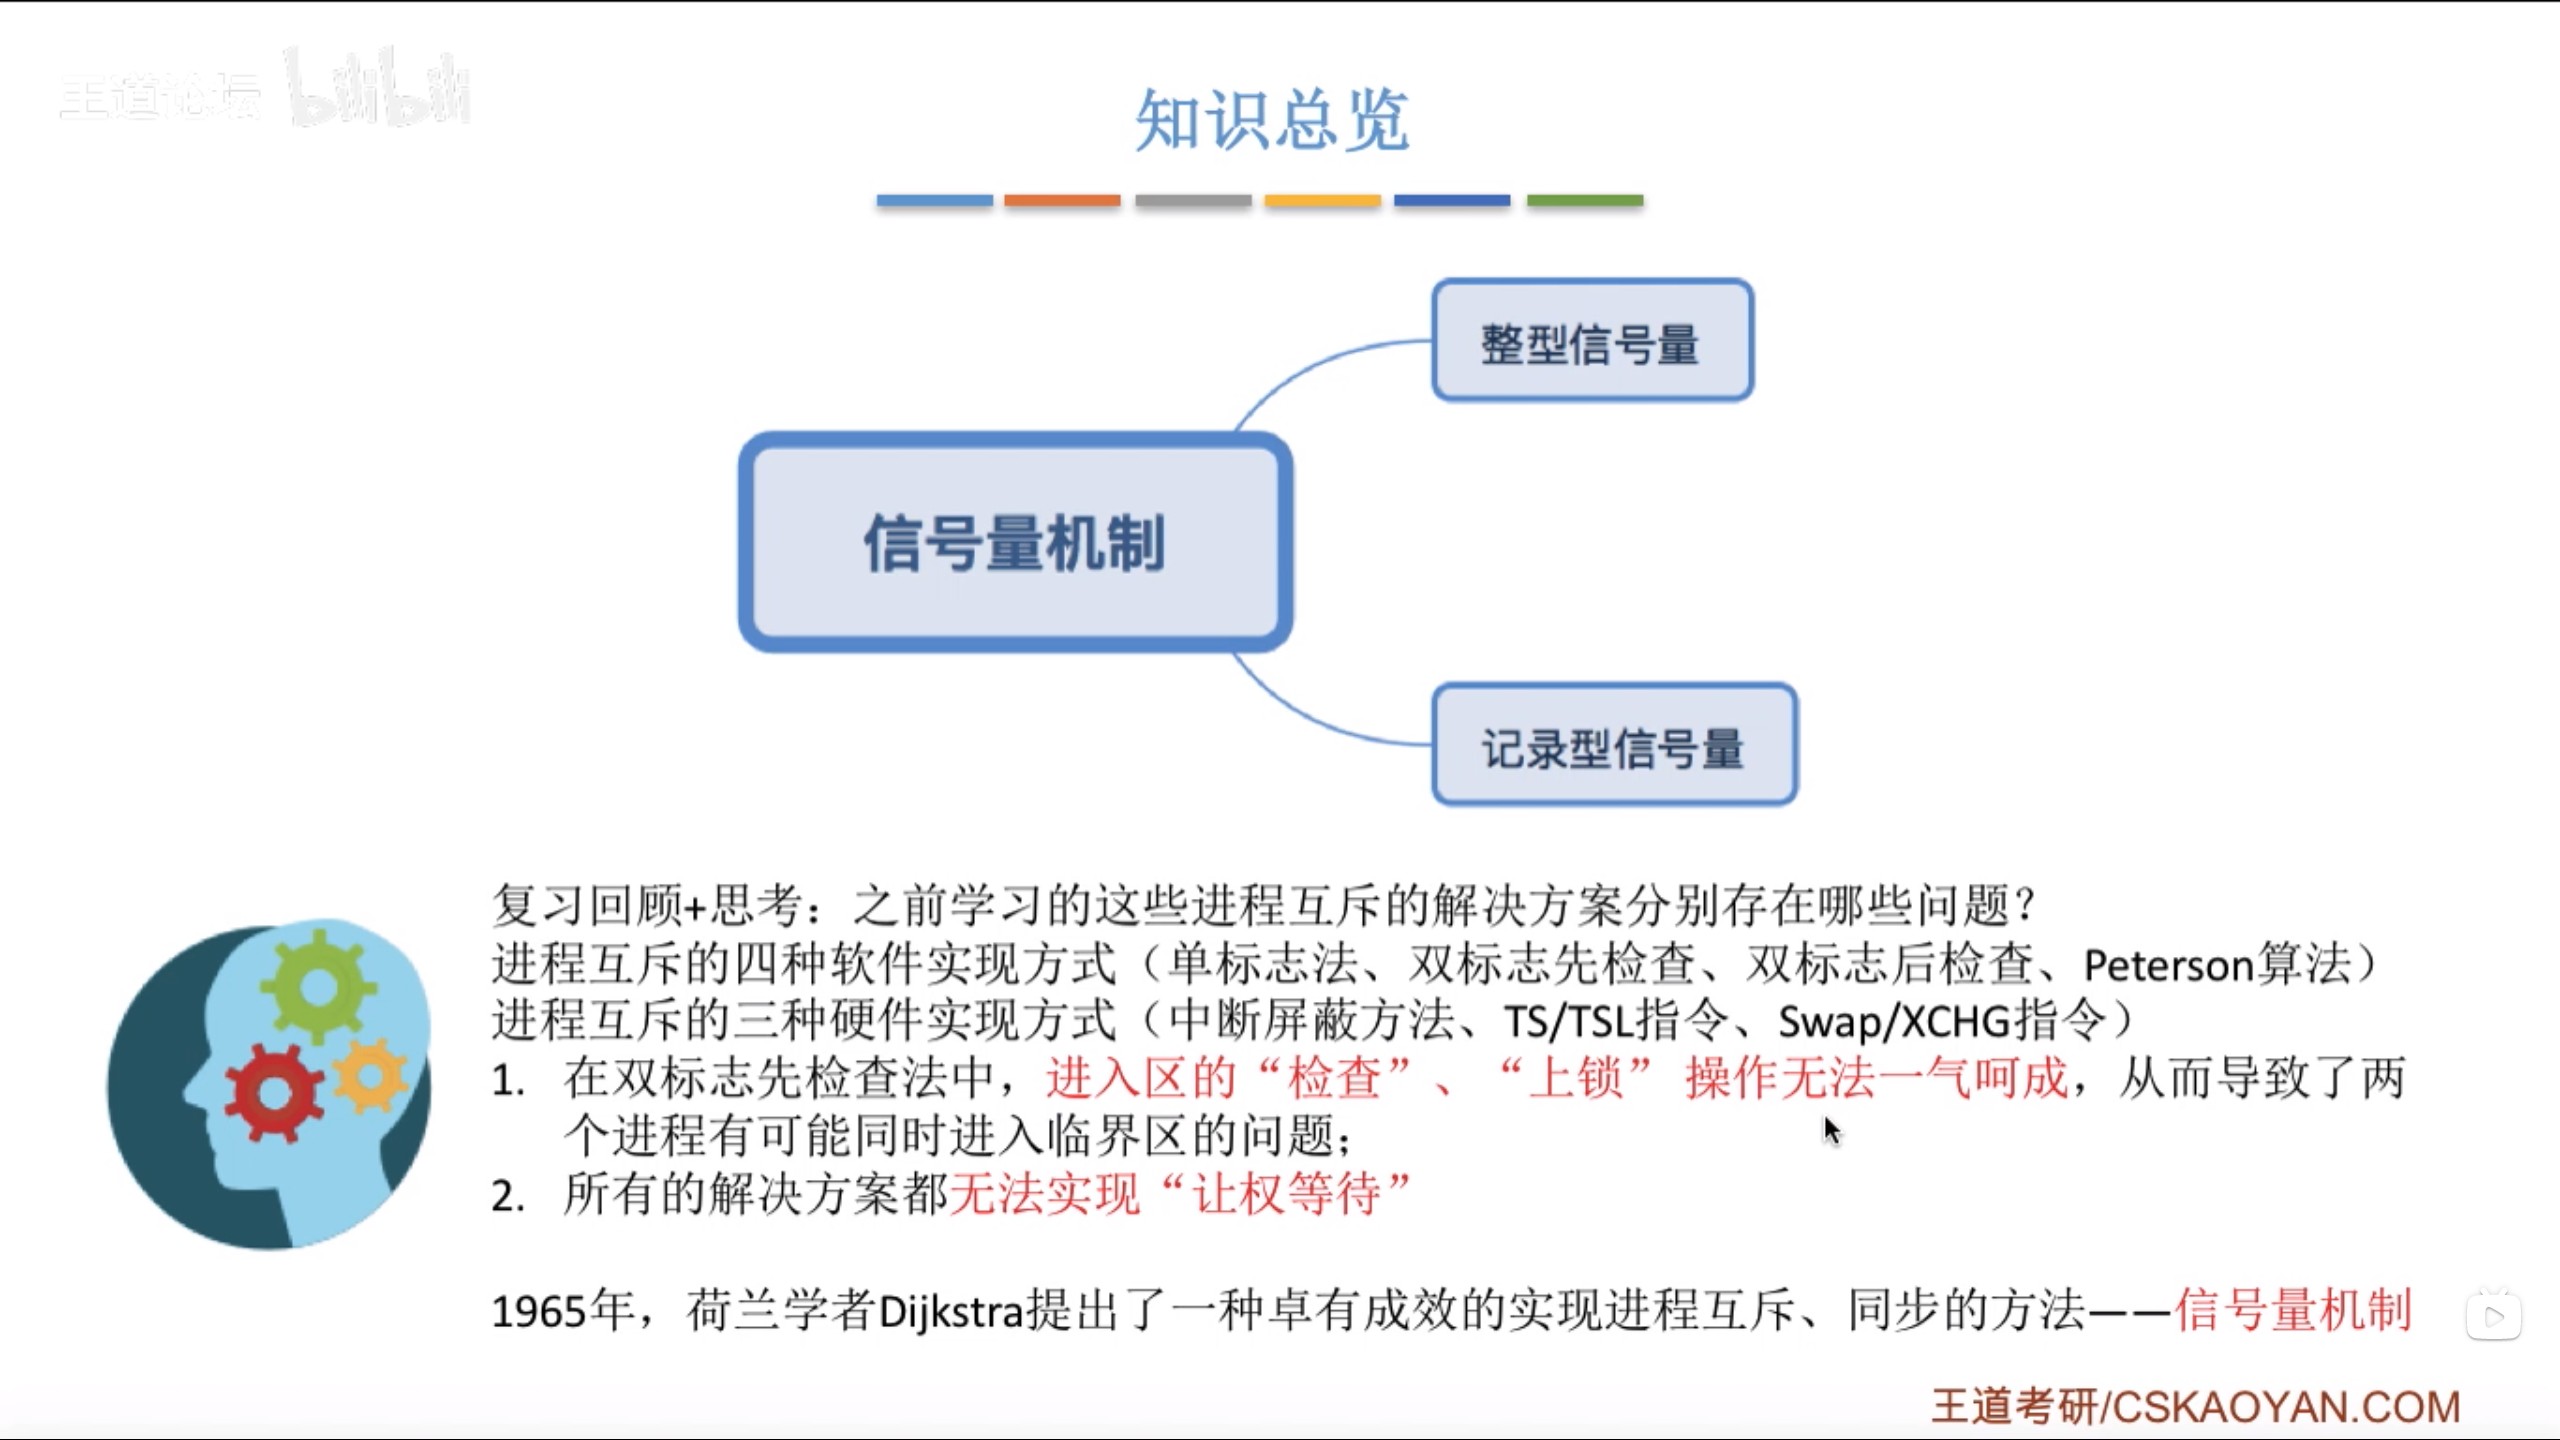 王道论坛 bilibili
知识总览
整型信号量
信号量机制
记录型信号量
复习回顾+思考：之前学习的这些进程互斥的解决方案分别存在哪些问题？
进程互斥的四种软件实现方式（单标志法、双标志先检查、双标志后检查、Peterson算法）
进程互斥的三种硬件实现方式（中断屏蔽方法、TS/TSL指令、Swap/XCHG指令）
1. 在双标志先检查法中，进入区的“检查”、“上锁” 操作无法一气呵成，从而导致了两
个进程有可能同时进入临界区的问题；
2. 所有的解决方案都无法实现“让权等待”
1965年，荷兰学者Dijkstra提出了一种卓有成效的实现进程互斥、同步的方法——信号量机制
王道考研/CSKAOYAN.COM